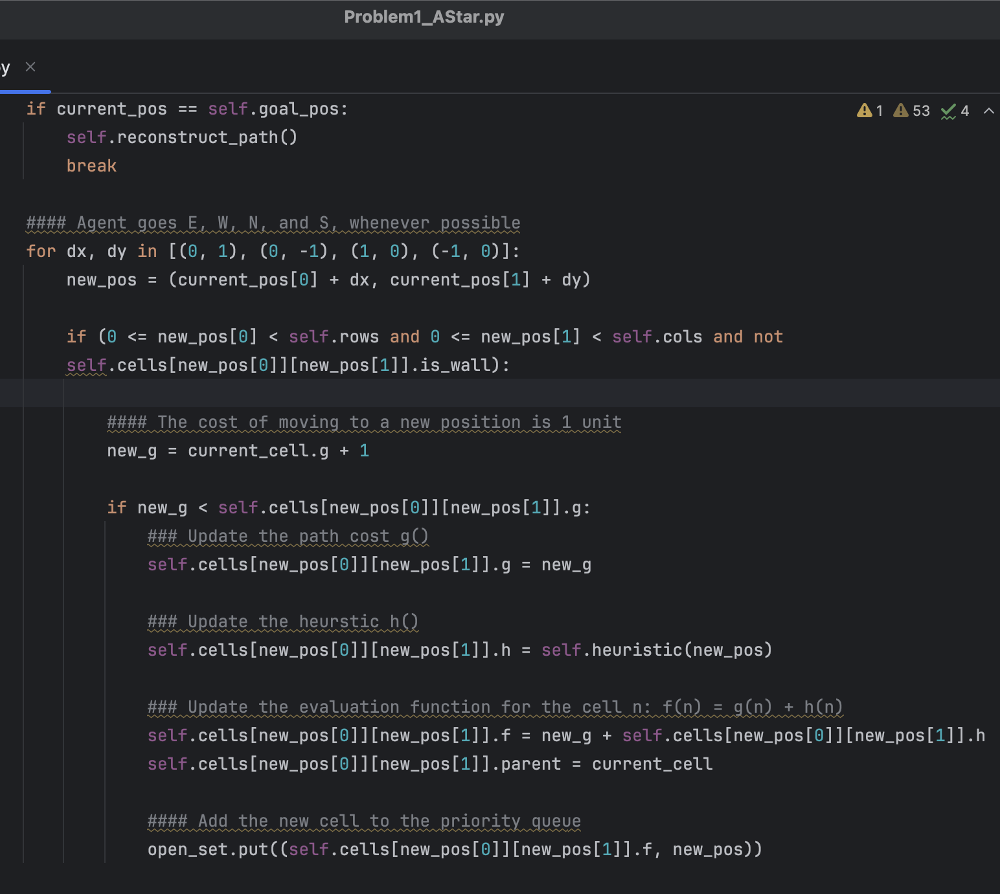 Problem1_AStar.py
y ×
if current_pos == self.goal_pos:
1 53 4
self.reconstruct_path()
break
#### Agent goes E, W, N, and S, whenever possible
for dx, dy in [(0, 1), (0, -1), (1, 0), (-1, 0)]:
new_pos = (current_pos[0] + dx, current_pos[1] + dy)
if (0 <= new_pos[0] < self.rows and 0 <= new_pos[1] < self.cols and not
self.cells[new_pos[0]][new_pos[1]].is_wall):
#### The cost of moving to a new position is 1 unit
new_g = current_cell.g + 1
if new_g < self.cells[new_pos[0]][new_pos[1]].g:
### Update the path cost g()
self.cells[new_pos[0]][new_pos[1]].g = new_g
### Update the heurstic h()
self.cells[new_pos[0]][new_pos[1]].h = self.heuristic(new_pos)
### Update the evaluation function for the cell n: f(n) = g(n) + h(n)
self.cells[new_pos[0]][new_pos[1]].f = new_g + self.cells[new_pos[0]][new_pos[1]].h
self.cells[new_pos[0]][new_pos[1]].parent = current_cell
#### Add the new cell to the priority queue
open_set.put((self.cells[new_pos[0]][new_pos[1]].f, new_pos))